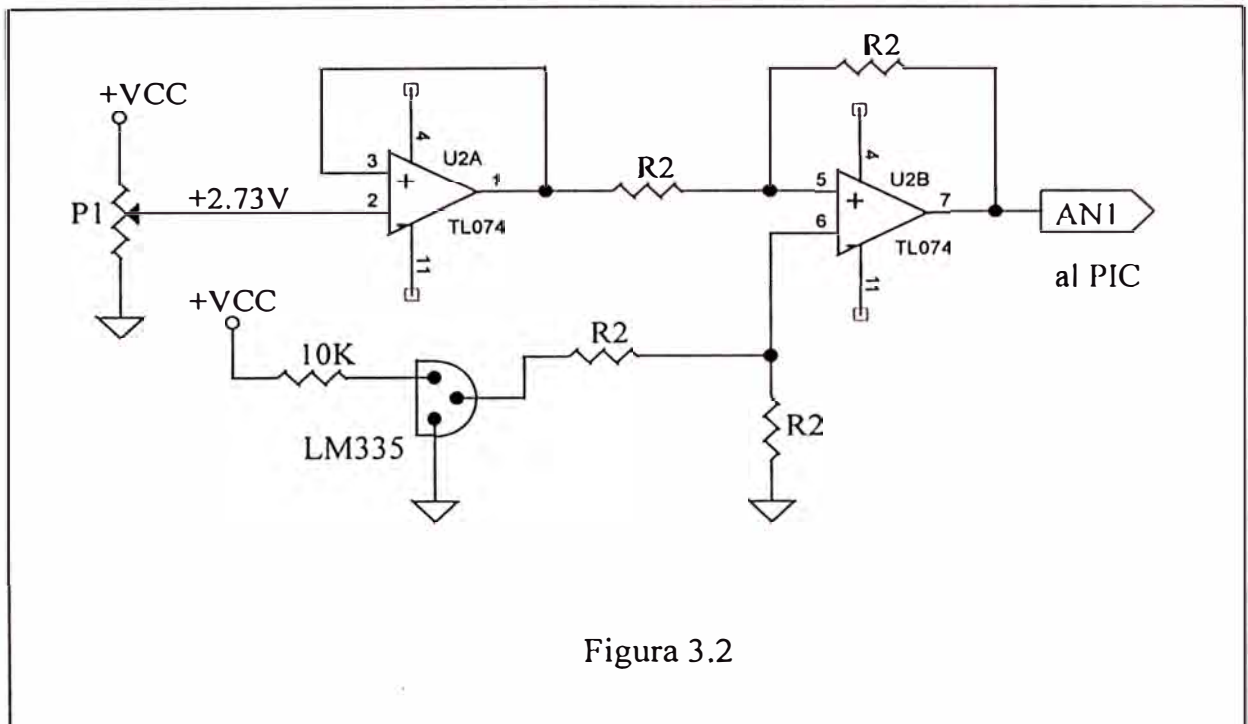 R2
+VCC
P1
+2.73V
3
2
+
-
4
11
1
U2A
TL074
R2
5
6
+
-
4
11
7
U2B
TL074
AN1
al PIC
+VCC
10K
LM335
R2
R2
Figura 3.2